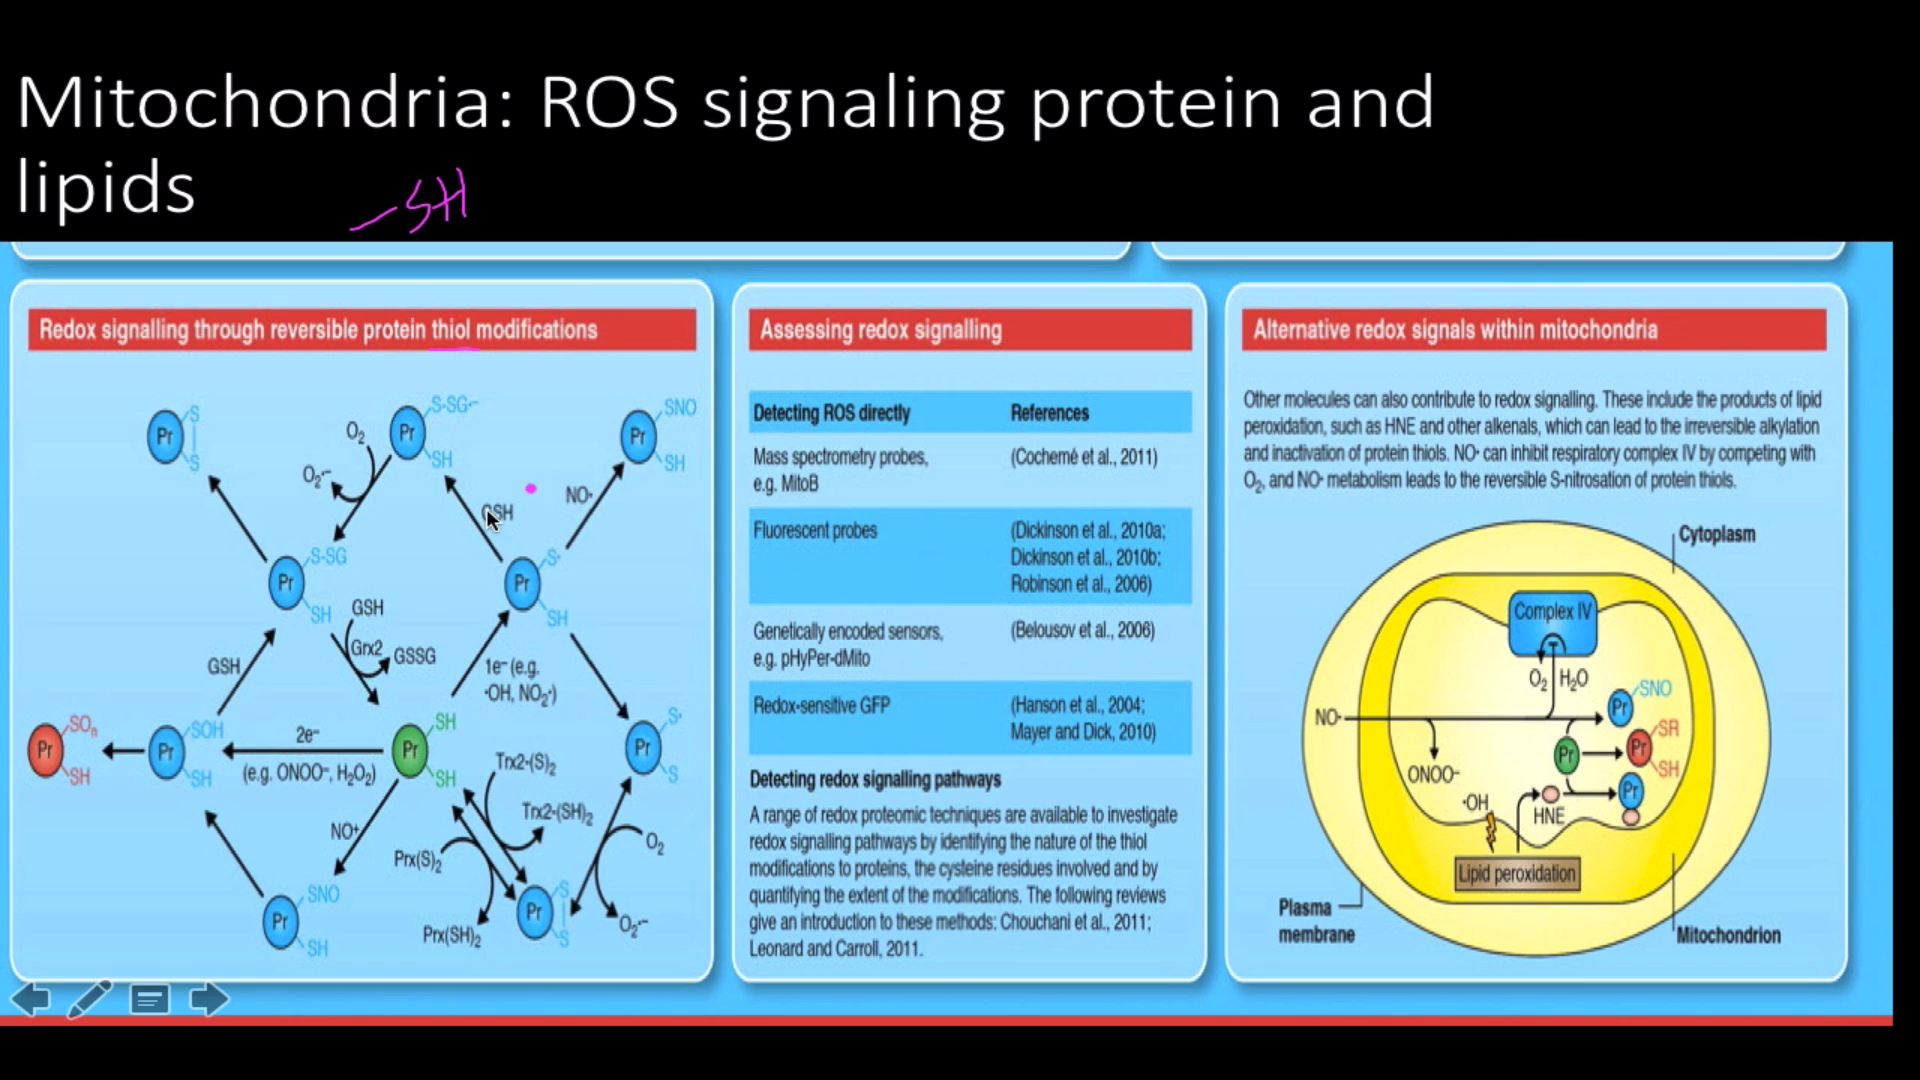 Mitochondria: ROS signaling protein and
lipids
-SH
Redox signalling through reversible protein thiol modifications
Pr
S
S
O₂
O₂•⁻
Pr
S-SG•⁻
SH
GSH
NO•
Pr
SNO
SH
Pr
S-SG
SH
Pr
S•
SH
GSH
GSH
Grx2
GSSG
1e⁻ (e.g.
•OH, NO₂•)
Pr
SOₙ
SH
Pr
SOH
SH
2e⁻
(e.g. ONOO⁻, H₂O₂)
Pr
SH
SH
Pr
S•
S
NO⁺
Trx2-(S)₂
Trx2-(SH)₂
Prx(S)₂
Prx(SH)₂
O₂
O₂•⁻
Pr
SNO
SH
Pr
S
S
Assessing redox signalling
Detecting ROS directly References
Mass spectrometry probes, (Cochemé et al., 2011)
e.g. MitoB
Fluorescent probes (Dickinson et al., 2010a;
Dickinson et al., 2010b;
Robinson et al., 2006)
Genetically encoded sensors, (Belousov et al., 2006)
e.g. pHyPer-dMito
Redox-sensitive GFP (Hanson et al., 2004;
Mayer and Dick, 2010)
Detecting redox signalling pathways
A range of redox proteomic techniques are available to investigate
redox signalling pathways by identifying the nature of the thiol
modifications to proteins, the cysteine residues involved and by
quantifying the extent of the modifications. The following reviews
give an introduction to these methods: Chouchani et al., 2011;
Leonard and Carroll, 2011.
Alternative redox signals within mitochondria
Other molecules can also contribute to redox signalling. These include the products of lipid
peroxidation, such as HNE and other alkenals, which can lead to the irreversible alkylation
and inactivation of protein thiols. NO• can inhibit respiratory complex IV by competing with
O₂, and NO• metabolism leads to the reversible S-nitrosation of protein thiols.
Cytoplasm
Complex IV
O₂ H₂O
NO•
Pr
SNO
Pr
Pr
SR
SH
ONOO⁻
•OH
HNE
Pr
Lipid peroxidation
Plasma
membrane
Mitochondrion